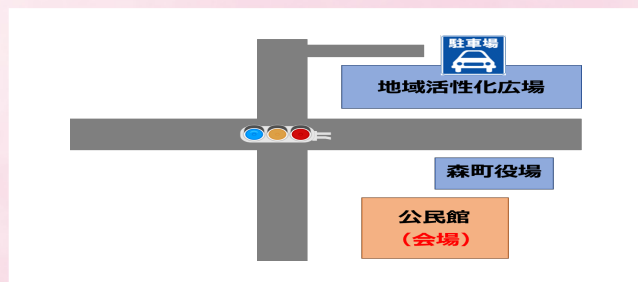 駐車場
地域活性化広場
森町役場
公民館
（会場）